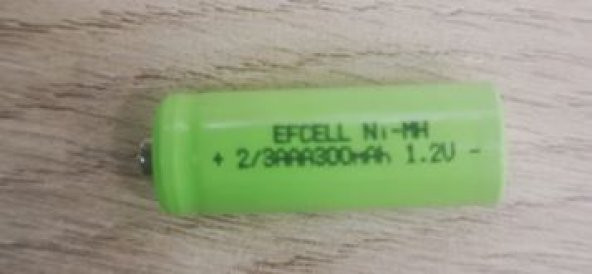 EFCELL Ni-MH
+ 2/3AAA300mAh 1.2V -